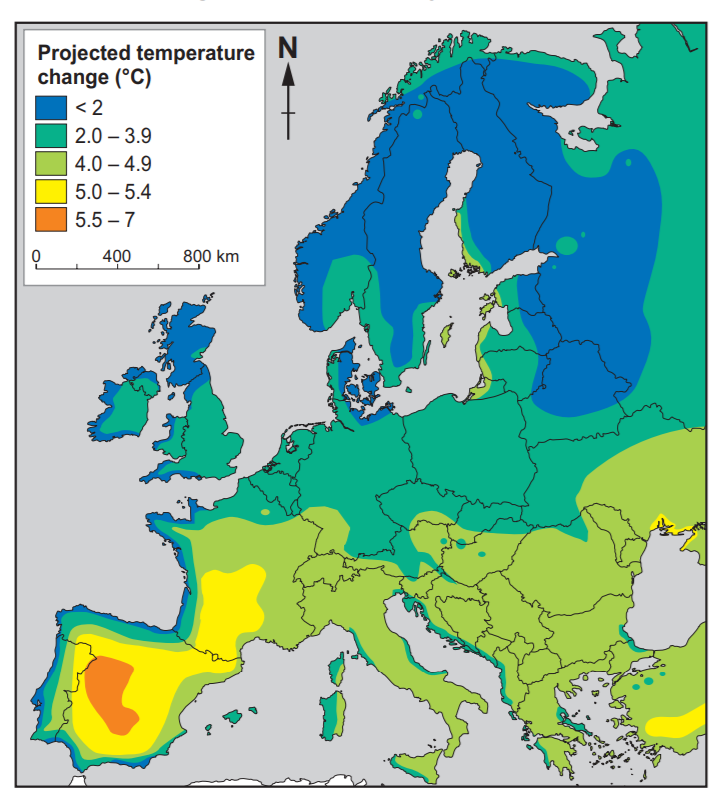 Projected temperature
change (°C)
< 2
2.0 – 3.9
4.0 – 4.9
5.0 – 5.4
5.5 – 7
0 400 800 km
N